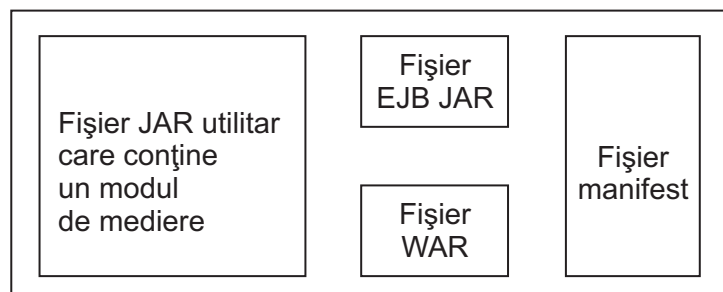 Fişier JAR utilitar
care conţine
un modul
de mediere
Fişier
EJB JAR
Fişier
WAR
Fişier
manifest